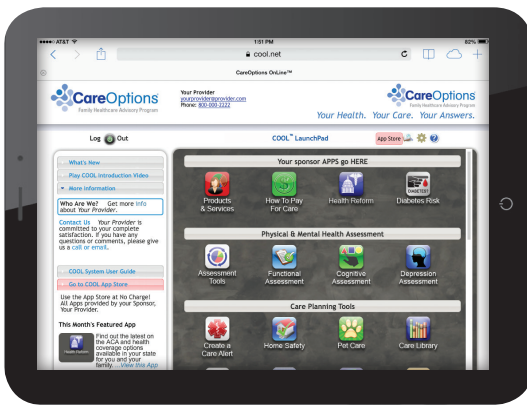 AT&T
1:51 PM
82%
cool.net
CareOptions OnLine™
CareOptions
Family Healthcare Advisory Program
Your Provider
yourprovider@provider.com
Phone: 800-000-3222
CareOptions
Family Healthcare Advisory Program
Your Health. Your Care. Your Answers.
Log Out
COOL™ LaunchPad
App Store
What's New
Play COOL Introduction Video
More Information
Who Are We? Get more info
about Your Provider.
Contact Us Your Provider is
committed to your complete
satisfaction. If you have any
questions or comments, please give
us a call or email.
COOL System User Guide
Go to COOL App Store
Use the App Store at No Charge!
All Apps provided by your Sponsor,
Your Provider.
This Month's Featured App
Health Reform
Find out the latest on
the ACA and health
coverage options
available in your state
for you and your
family. ...View this App
Your sponsor APPS go HERE
Products
& Services
How To Pay
For Care
Health Reform
DIABETES?
Diabetes Risk
Physical & Mental Health Assessment
Assessment
Tools
Functional
Assessment
Cognitive
Assessment
Depression
Assessment
Care Planning Tools
Create a
Care Alert
Home Safety
Pet Care
Care Library